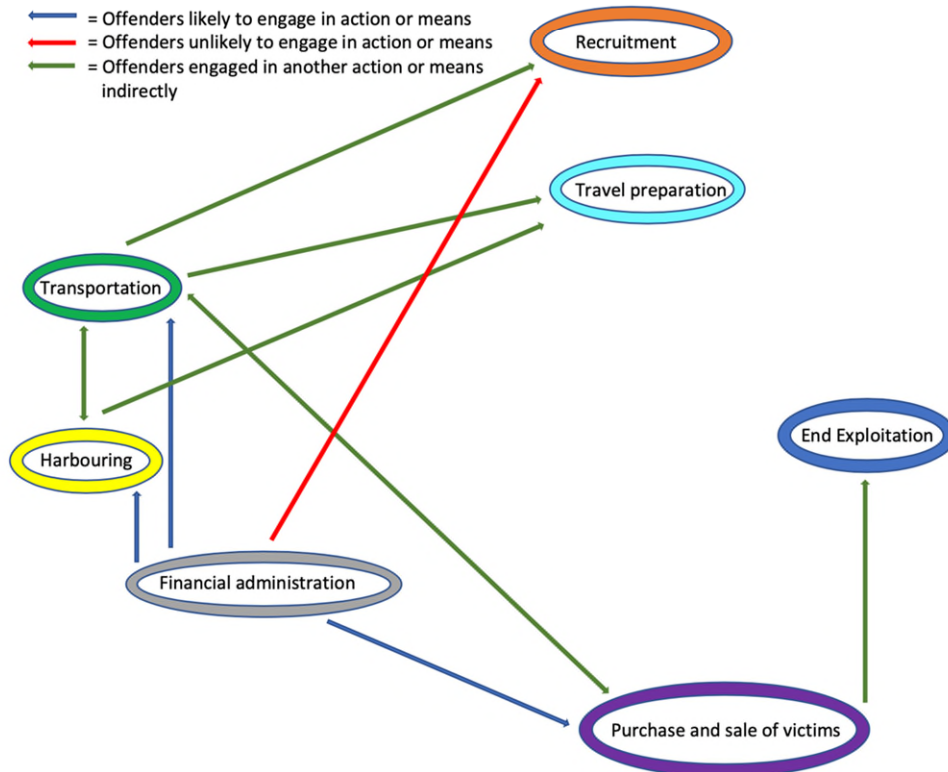 = Offenders likely to engage in action or means
= Offenders unlikely to engage in action or means
= Offenders engaged in another action or means
indirectly
Recruitment
Travel preparation
Transportation
End Exploitation
Harbouring
Financial administration
Purchase and sale of victims